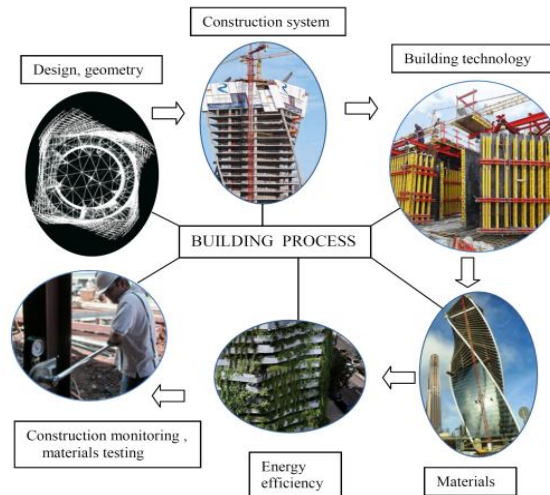 Construction system
Design, geometry
Building technology
BUILDING PROCESS
Construction monitoring ,
materials testing
Energy
efficiency
Materials